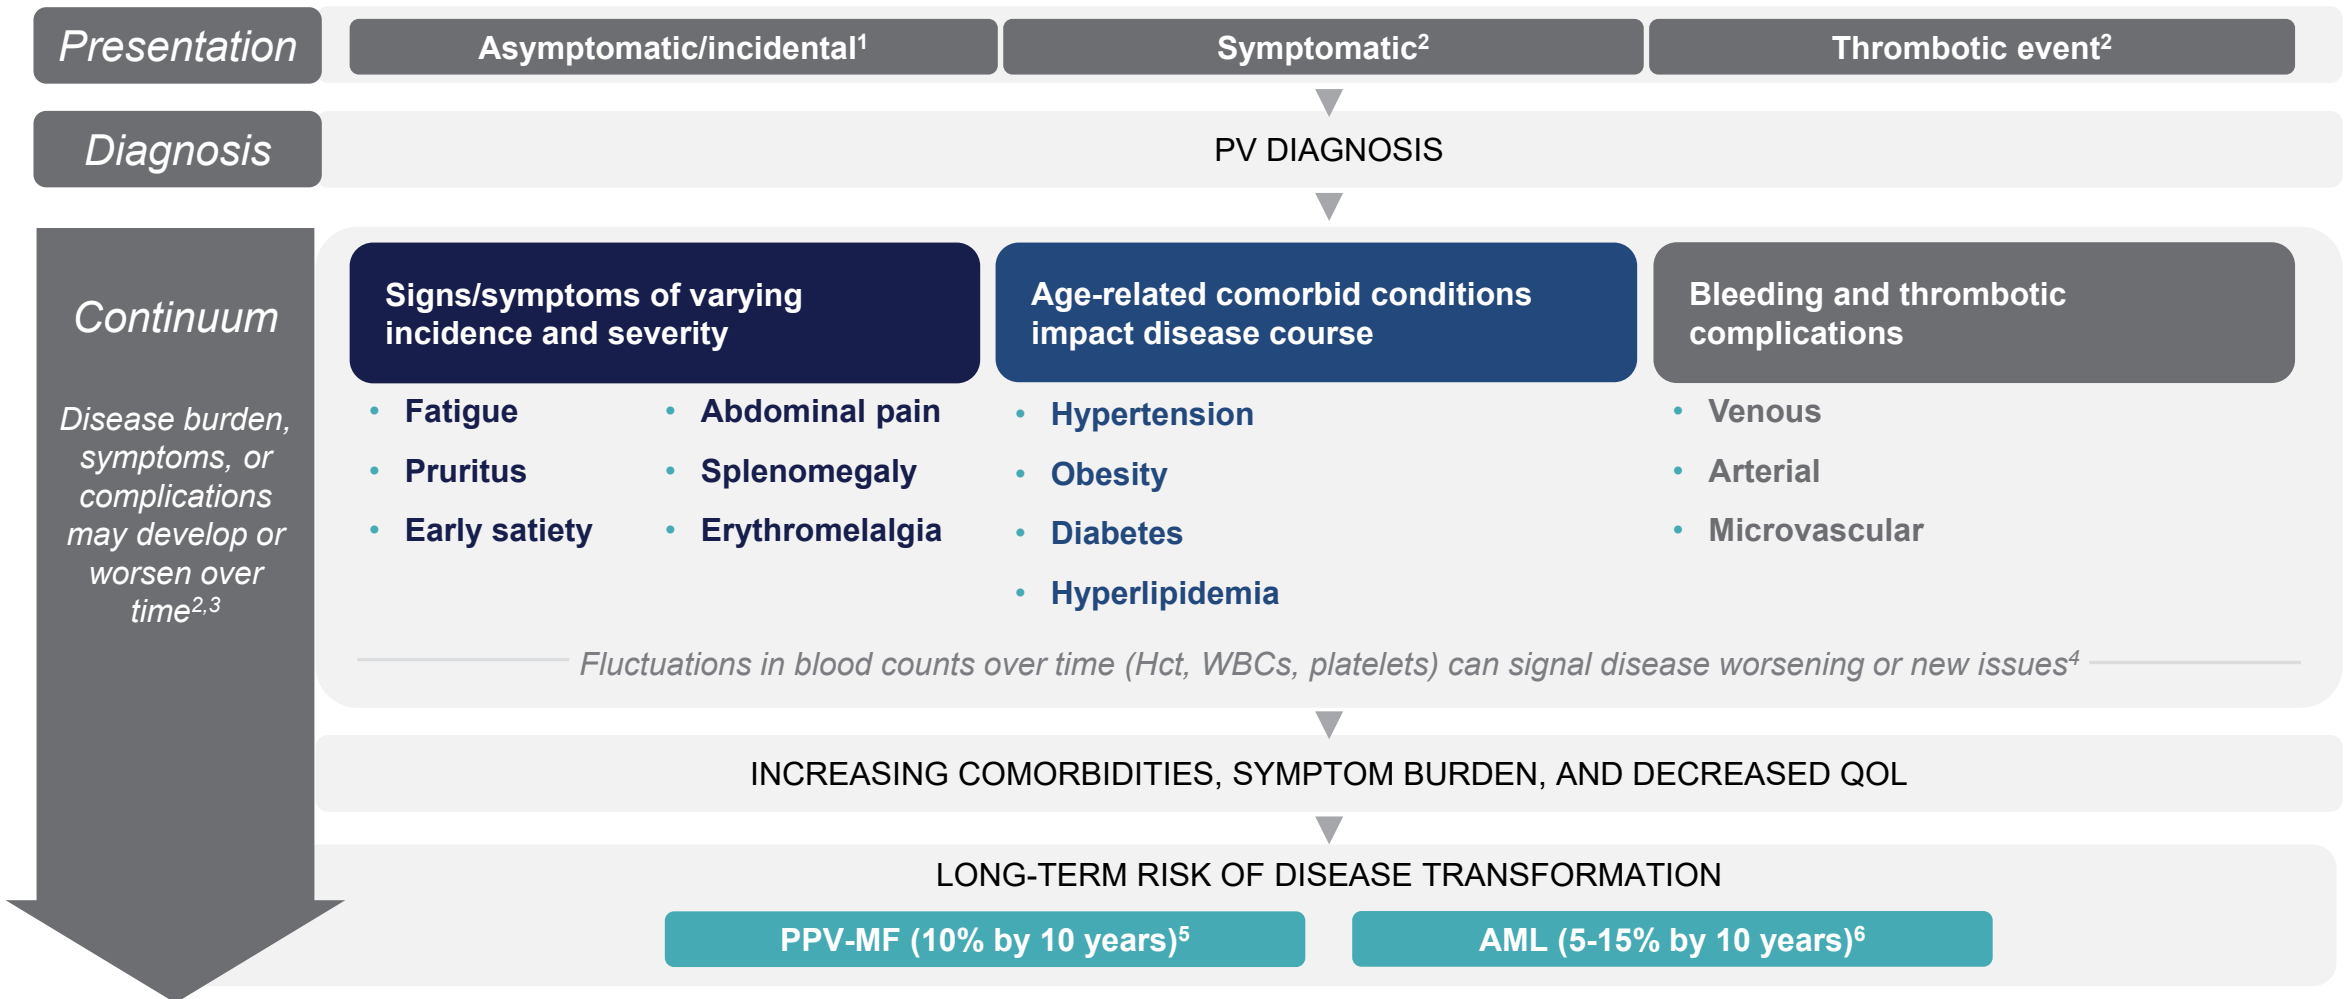 Presentation
Asymptomatic/incidental¹
Symptomatic²
Thrombotic event²
Diagnosis
PV DIAGNOSIS
Continuum
Disease burden,
symptoms, or
complications
may develop or
worsen over
time²,³
Signs/symptoms of varying
incidence and severity
• Fatigue
• Pruritus
• Early satiety
• Abdominal pain
• Splenomegaly
• Erythromelalgia
Age-related comorbid conditions
impact disease course
• Hypertension
• Obesity
• Diabetes
• Hyperlipidemia
Bleeding and thrombotic
complications
• Venous
• Arterial
• Microvascular
Fluctuations in blood counts over time (Hct, WBCs, platelets) can signal disease worsening or new issues⁴
INCREASING COMORBIDITIES, SYMPTOM BURDEN, AND DECREASED QOL
LONG-TERM RISK OF DISEASE TRANSFORMATION
PPV-MF (10% by 10 years)⁵
AML (5-15% by 10 years)⁶